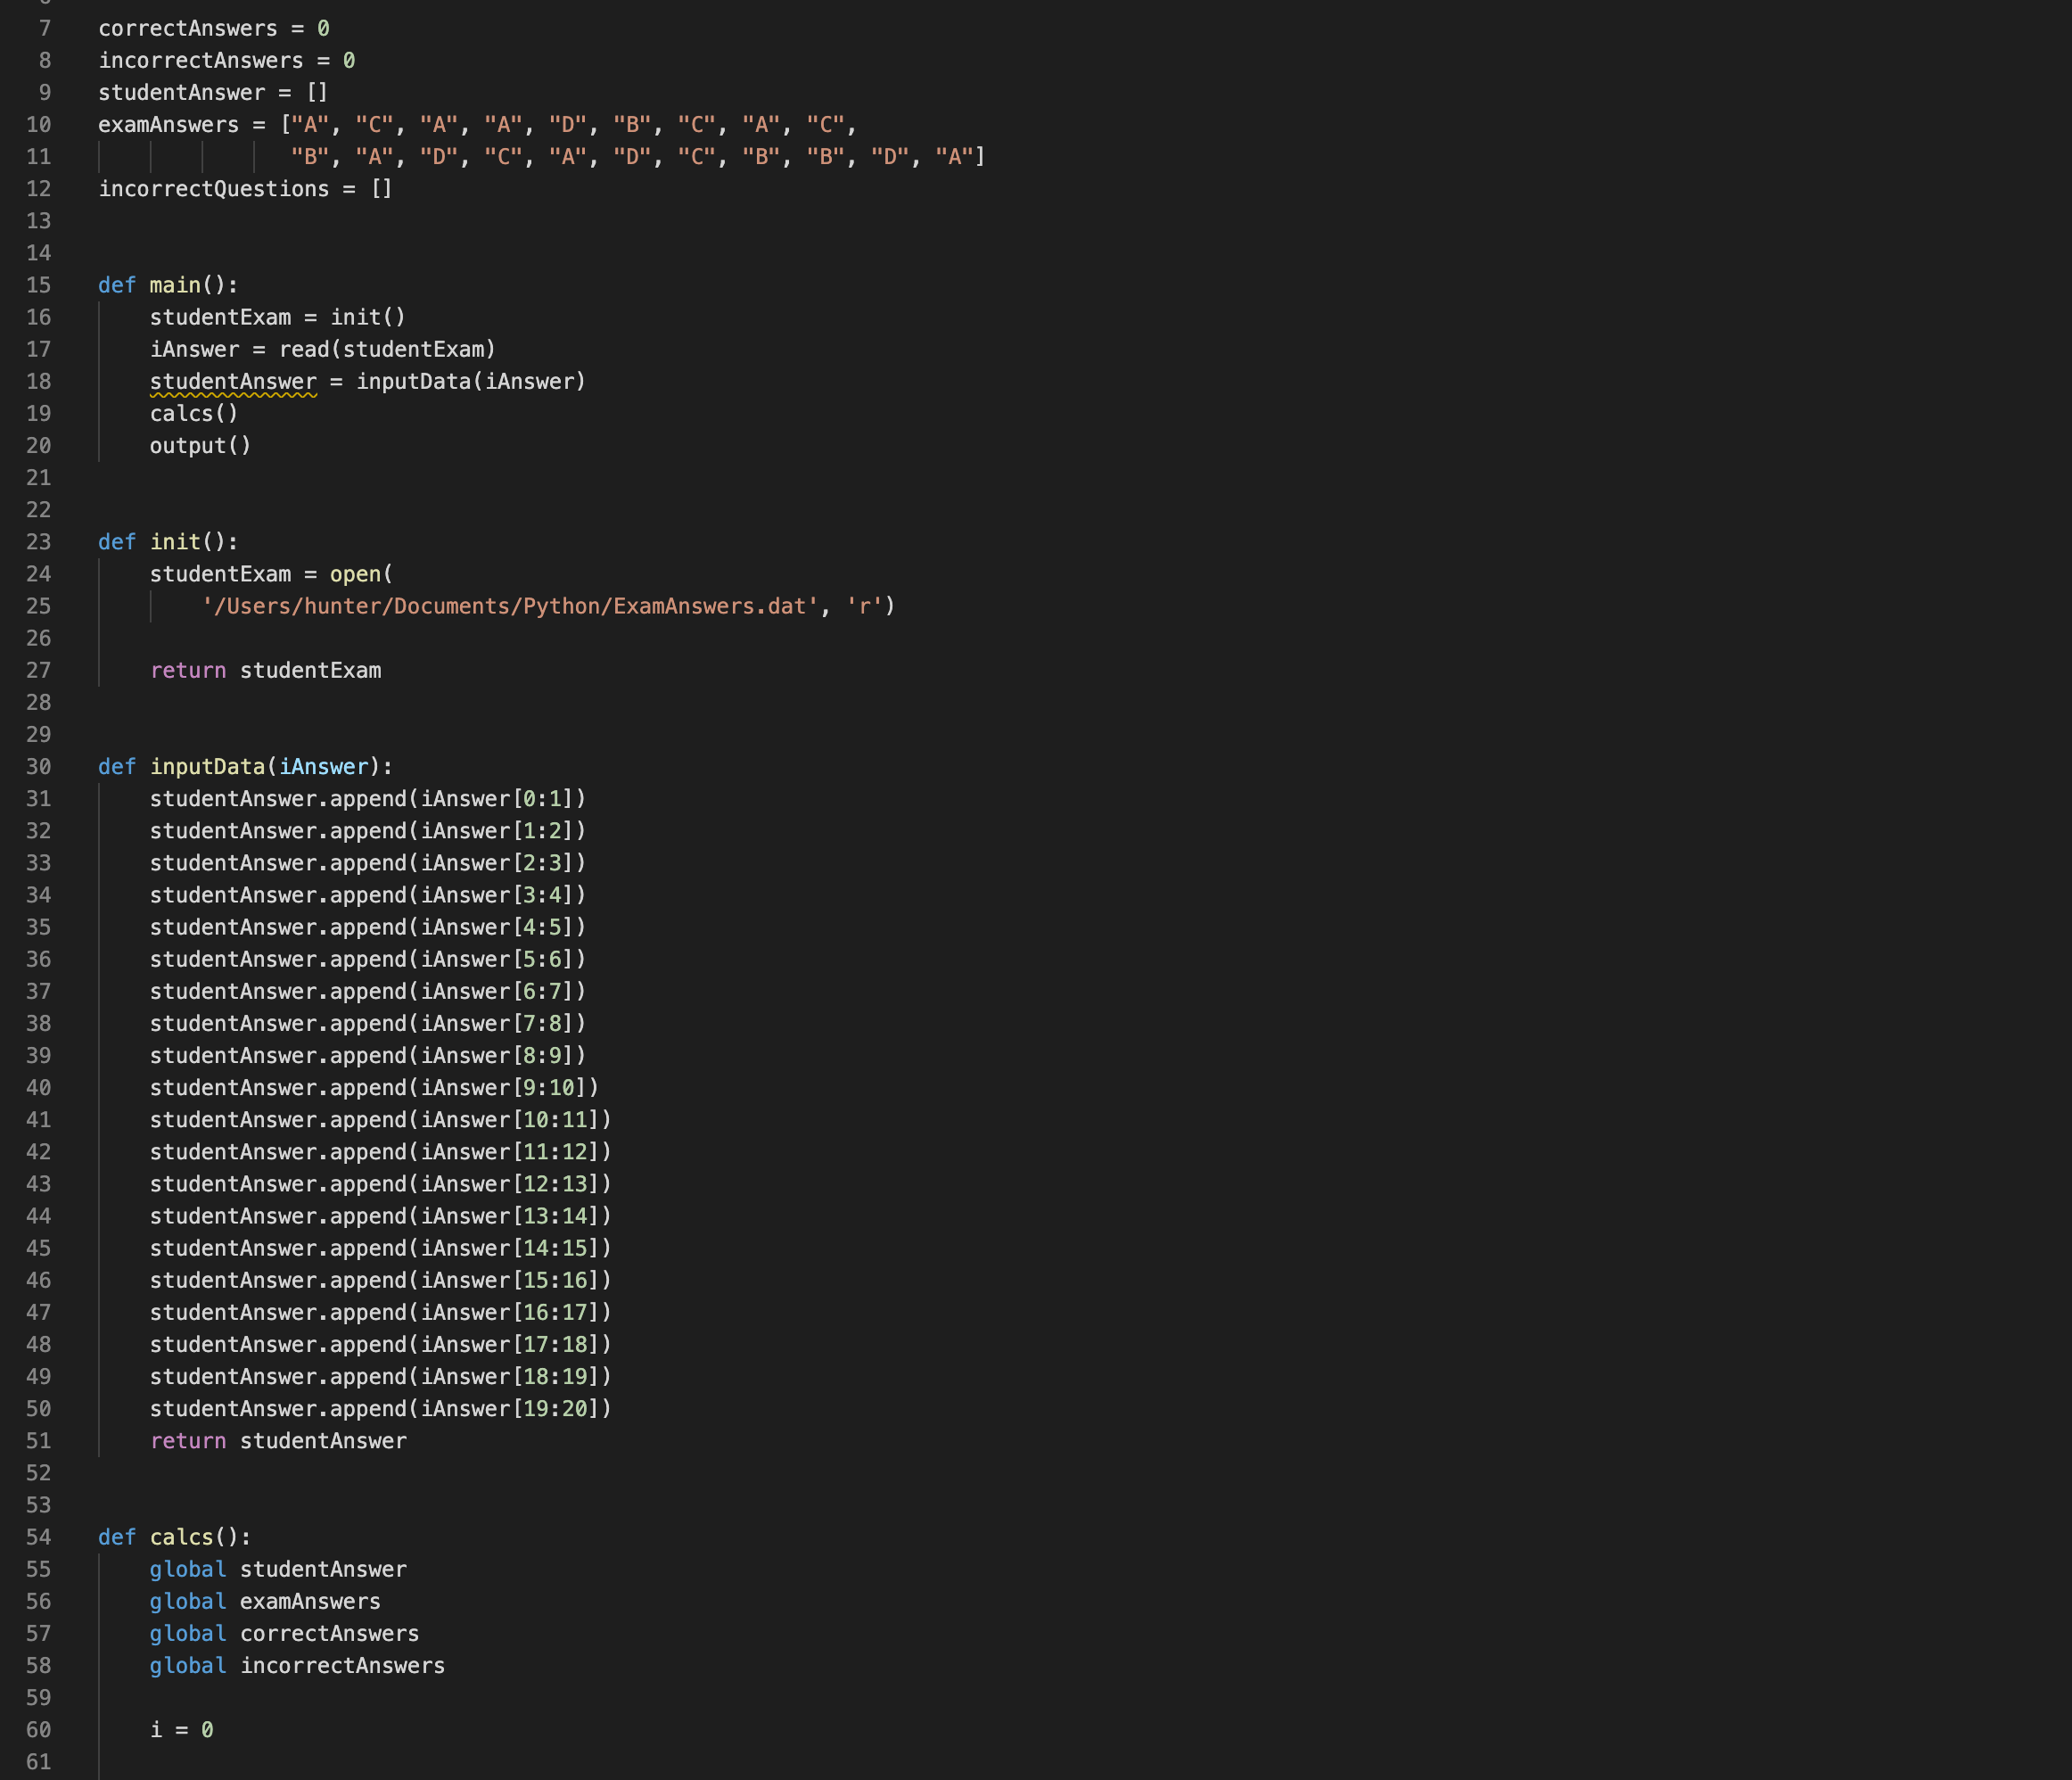 7 correctAnswers = 0
8 incorrectAnswers = 0
9 studentAnswer = []
10 examAnswers = ["A", "C", "A", "A", "D", "B", "C", "A", "C",
11 "B", "A", "D", "C", "A", "D", "C", "B", "B", "D", "A"]
12 incorrectQuestions = []
13
14
15 def main():
16 studentExam = init()
17 iAnswer = read(studentExam)
18 studentAnswer = inputData(iAnswer)
19 calcs()
20 output()
21
22
23 def init():
24 studentExam = open(
25 '/Users/hunter/Documents/Python/ExamAnswers.dat', 'r')
26
27 return studentExam
28
29
30 def inputData(iAnswer):
31 studentAnswer.append(iAnswer[0:1])
32 studentAnswer.append(iAnswer[1:2])
33 studentAnswer.append(iAnswer[2:3])
34 studentAnswer.append(iAnswer[3:4])
35 studentAnswer.append(iAnswer[4:5])
36 studentAnswer.append(iAnswer[5:6])
37 studentAnswer.append(iAnswer[6:7])
38 studentAnswer.append(iAnswer[7:8])
39 studentAnswer.append(iAnswer[8:9])
40 studentAnswer.append(iAnswer[9:10])
41 studentAnswer.append(iAnswer[10:11])
42 studentAnswer.append(iAnswer[11:12])
43 studentAnswer.append(iAnswer[12:13])
44 studentAnswer.append(iAnswer[13:14])
45 studentAnswer.append(iAnswer[14:15])
46 studentAnswer.append(iAnswer[15:16])
47 studentAnswer.append(iAnswer[16:17])
48 studentAnswer.append(iAnswer[17:18])
49 studentAnswer.append(iAnswer[18:19])
50 studentAnswer.append(iAnswer[19:20])
51 return studentAnswer
52
53
54 def calcs():
55 global studentAnswer
56 global examAnswers
57 global correctAnswers
58 global incorrectAnswers
59
60 i = 0
61